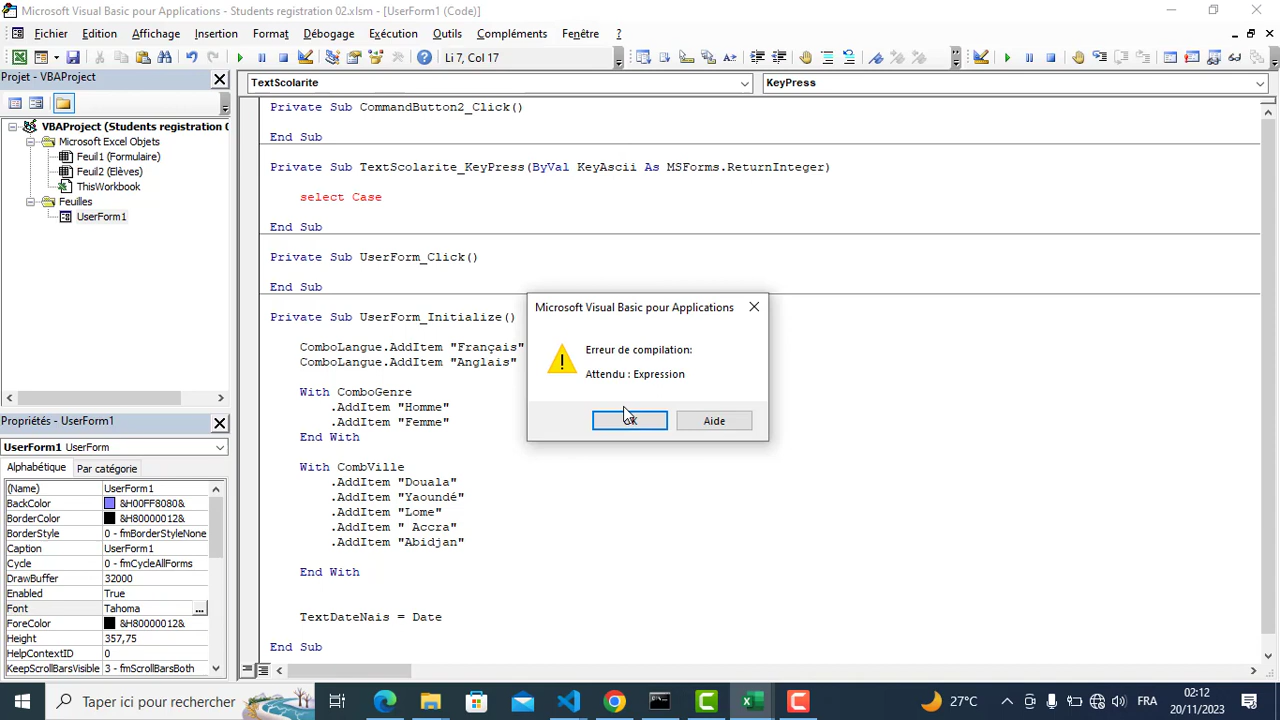 Microsoft Visual Basic pour Applications - Students registration 02.xlsm - [UserForm1 (Code)]
Fichier Edition Affichage Insertion Format Débogage Exécution Outils Compléments Fenêtre ?
Li 7, Col 17
Projet - VBAProject
TextScolarite
KeyPress
VBAProject (Students registration 0
Microsoft Excel Objets
Feuil1 (Formulaire)
Feuil2 (Elèves)
ThisWorkbook
Feuilles
UserForm1
Propriétés - UserForm1
UserForm1 UserForm
Alphabétique Par catégorie
(Name) UserForm1
BackColor &H00FF8080&
BorderColor &H80000012&
BorderStyle 0 - fmBorderStyleNone
Caption UserForm1
Cycle 0 - fmCycleAllForms
DrawBuffer 32000
Enabled True
Font Tahoma ...
ForeColor &H80000012&
Height 357,75
HelpContextID 0
KeepScrollBarsVisible 3 - fmScrollBarsBoth
Private Sub CommandButton2_Click()
End Sub
Private Sub TextScolarite_KeyPress(ByVal KeyAscii As MSForms.ReturnInteger)
select Case
End Sub
Private Sub UserForm_Click()
End Sub
Private Sub UserForm_Initialize()
ComboLangue.AddItem "Français"
ComboLangue.AddItem "Anglais"
With ComboGenre
.AddItem "Homme"
.AddItem "Femme"
End With
With CombVille
.AddItem "Douala"
.AddItem "Yaoundé"
.AddItem "Lome"
.AddItem " Accra"
.AddItem "Abidjan"
End With
TextDateNais = Date
End Sub
Microsoft Visual Basic pour Applications
Erreur de compilation:
Attendu : Expression
OK
Aide
Taper ici pour rechercher
27°C
FRA
02:12
20/11/2023